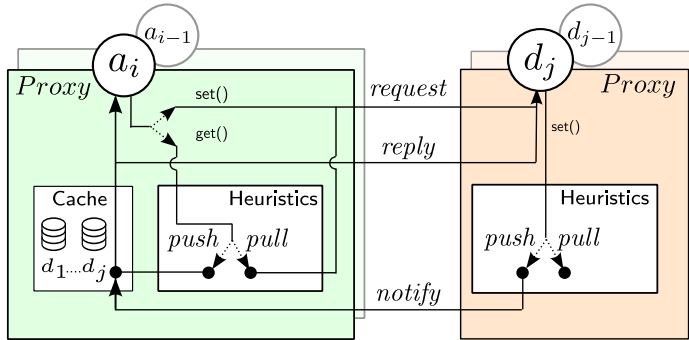 a_{i-1}
a_i
d_{j-1}
d_j
Proxy
Proxy
set()
request
get()
set()
reply
Cache
Heuristics
Heuristics
push pull
push pull
d_1....d_j
notify